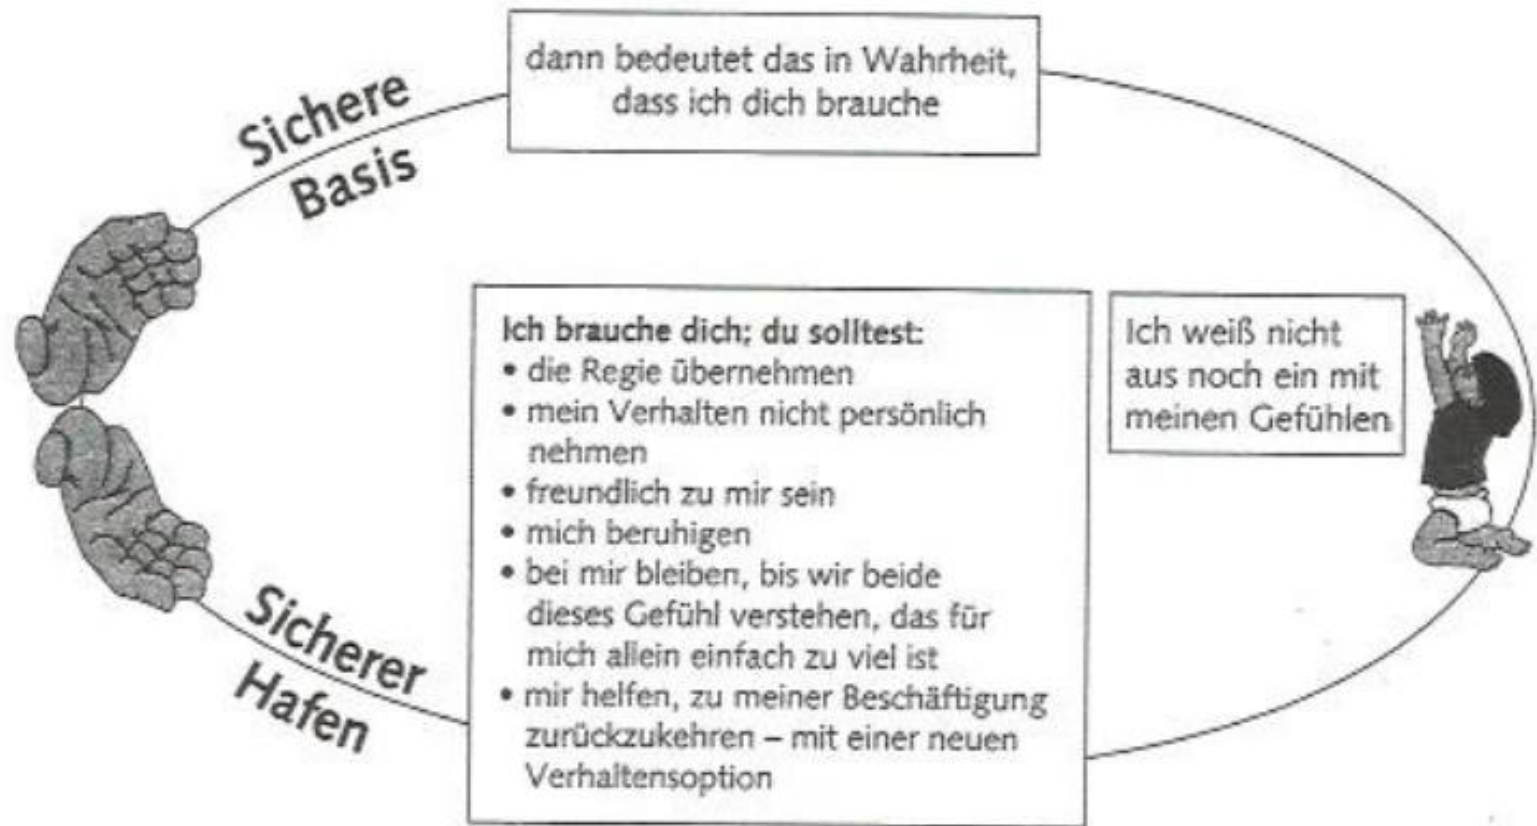 Sichere
Basis
dann bedeutet das in Wahrheit,
dass ich dich brauche
Ich brauche dich; du solltest:
• die Regie übernehmen
• mein Verhalten nicht persönlich
nehmen
• freundlich zu mir sein
• mich beruhigen
• bei mir bleiben, bis wir beide
dieses Gefühl verstehen, das für
mich allein einfach zu viel ist
• mir helfen, zu meiner Beschäftigung
zurückzukehren – mit einer neuen
Verhaltensoption
Ich weiß nicht
aus noch ein mit
meinen Gefühlen
Sicherer
Hafen